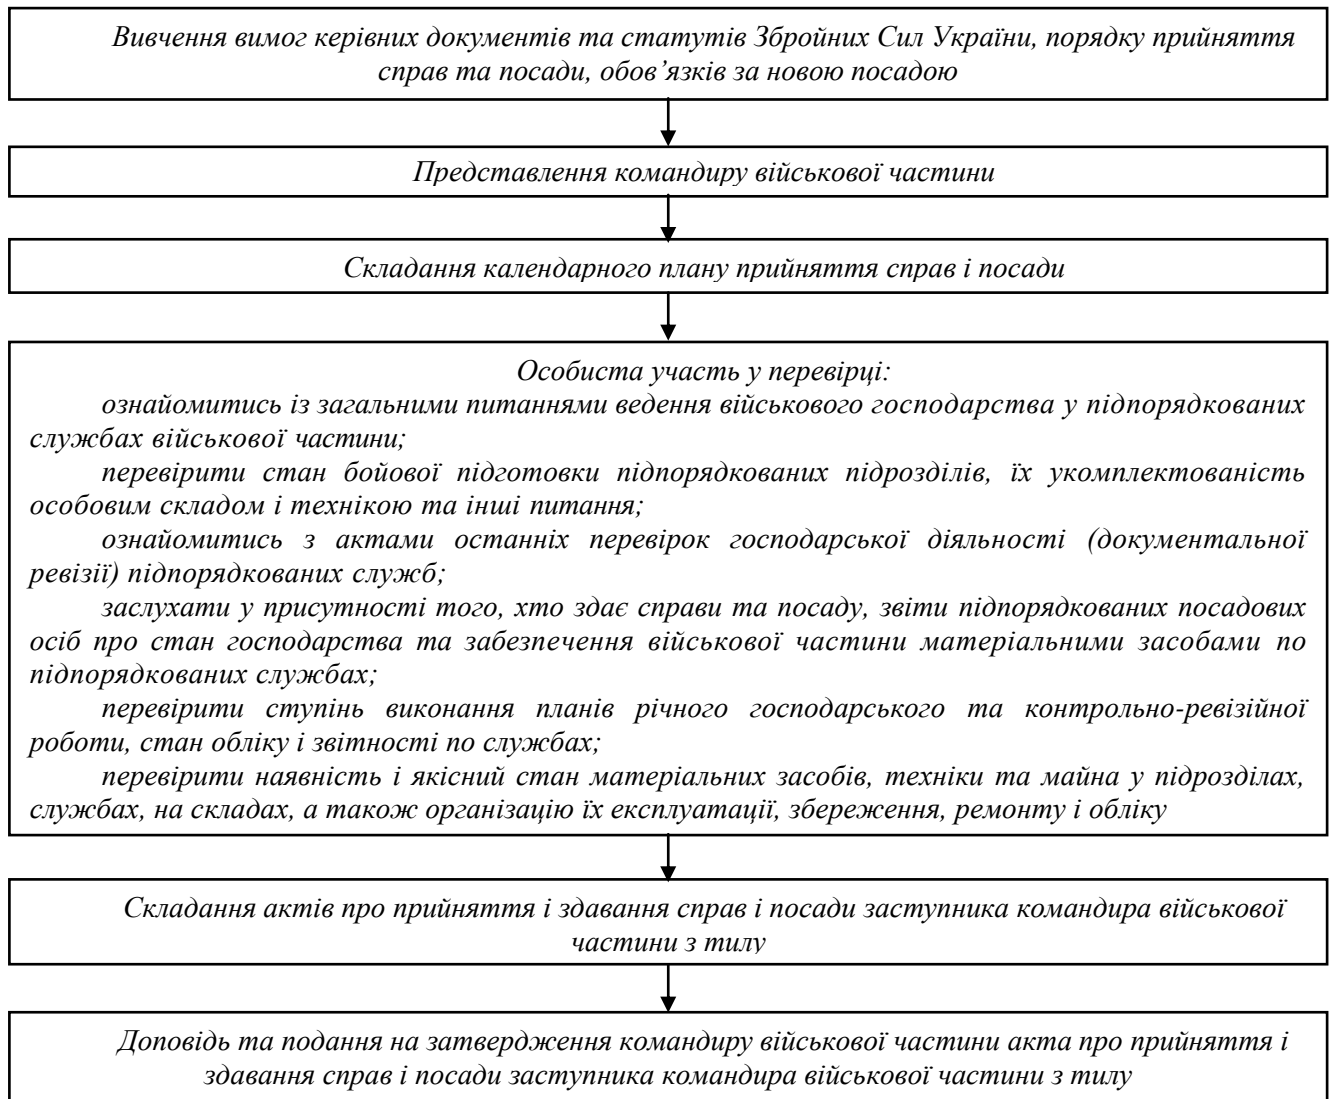 Вивчення вимог керівних документів та статутів Збройних Сил України, порядку прийняття
справ та посади, обов’язків за новою посадою
Представлення командиру військової частини
Складання календарного плану прийняття справ і посади
Особиста участь у перевірці:
ознайомитись із загальними питаннями ведення військового господарства у підпорядкованих
службах військової частини;
перевірити стан бойової підготовки підпорядкованих підрозділів, їх укомплектованість
особовим складом і технікою та інші питання;
ознайомитись з актами останніх перевірок господарської діяльності (документальної
ревізії) підпорядкованих служб;
заслухати у присутності того, хто здає справи та посаду, звіти підпорядкованих посадових
осіб про стан господарства та забезпечення військової частини матеріальними засобами по
підпорядкованих службах;
перевірити ступінь виконання планів річного господарського та контрольно-ревізійної
роботи, стан обліку і звітності по службах;
перевірити наявність і якісний стан матеріальних засобів, техніки та майна у підрозділах,
службах, на складах, а також організацію їх експлуатації, збереження, ремонту і обліку
Складання актів про прийняття і здавання справ і посади заступника командира військової
частини з тилу
Доповідь та подання на затвердження командиру військової частини акта про прийняття і
здавання справ і посади заступника командира військової частини з тилу